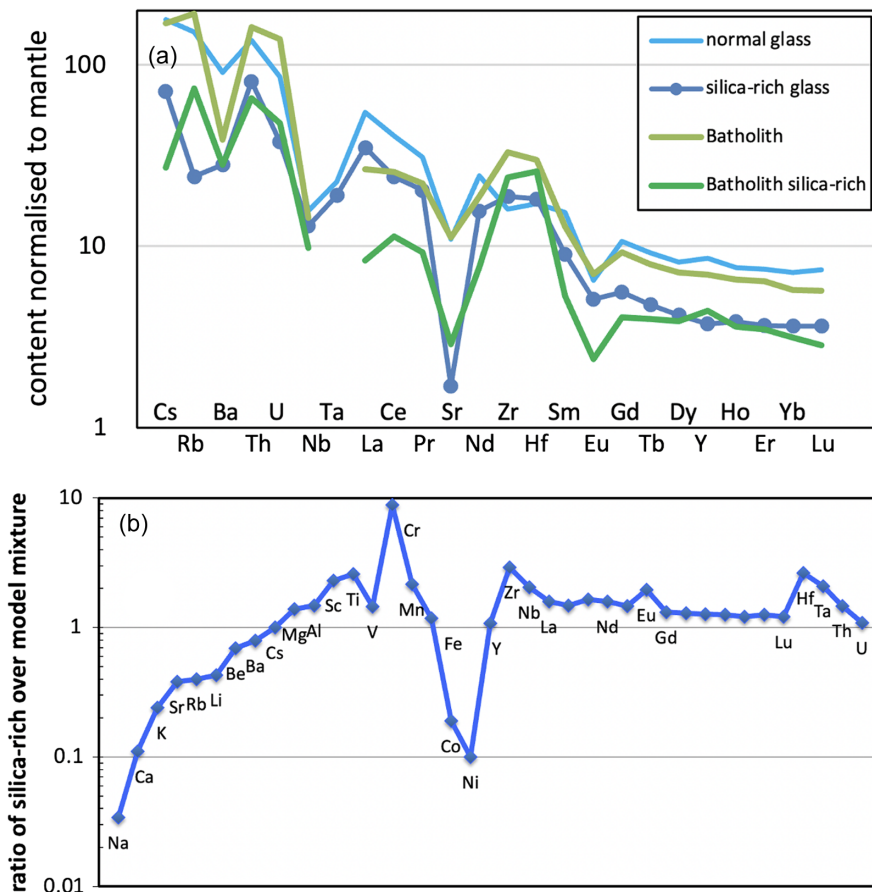 (a)
content normalised to mantle
100
10
1
normal glass
silica-rich glass
Batholith
Batholith silica-rich
Cs Ba U Ta Ce Sr Zr Sm Gd Dy Ho Yb
Rb Th Nb La Pr Nd Hf Eu Tb Y Er Lu
(b)
ratio of silica-rich over model mixture
10
1
0.1
0.01
Na
Ca
K
Sr
Rb
Li
Be
Ba
Cs
Mg
Al
Sc
Ti
V
Cr
Mn
Fe
Co
Ni
Y
Zr
Nb
La
Nd
Eu
Gd
Lu
Hf
Ta
Th
U